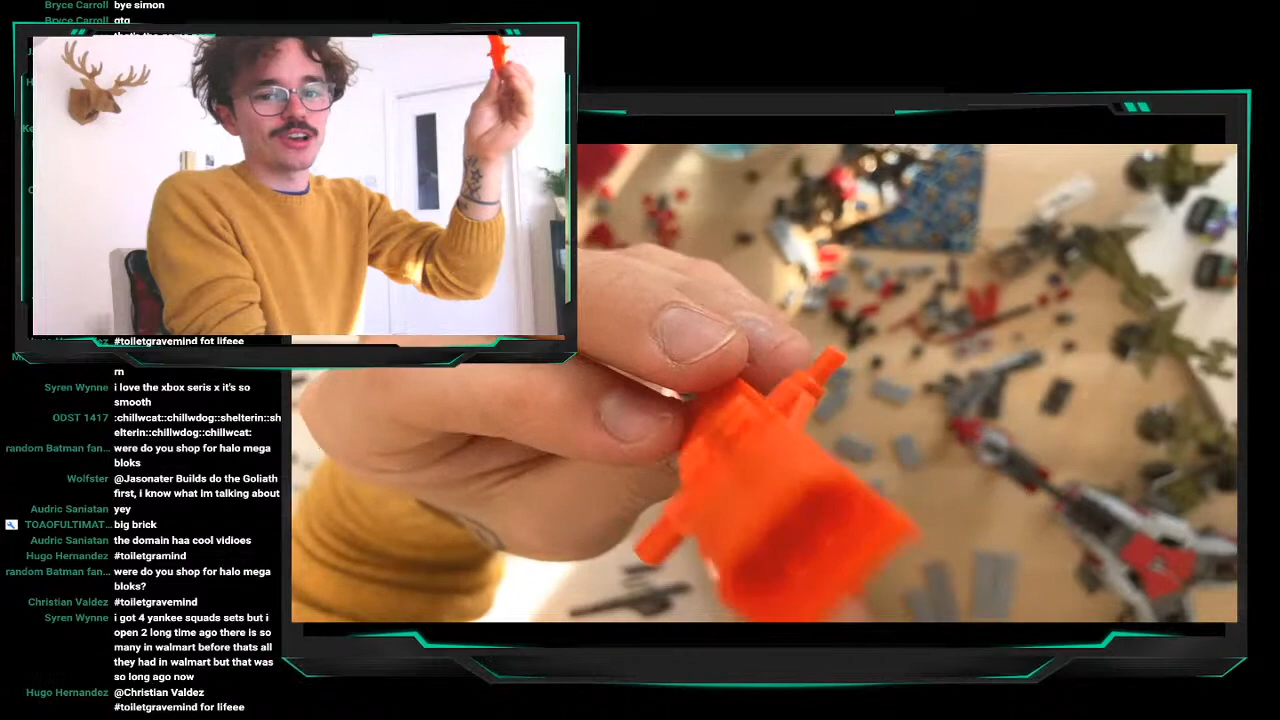 Bryce Carroll bye simon
Bryce Carroll gtg
#toiletgravemind fot lifeee
rn
Syren Wynne i love the xbox seris x it's so
smooth
ODST 1417 :chillwcat::chillwdog::shelterin::sh
elterin::chillwdog::chillwcat:
random Batman fan... were do you shop for halo mega
bloks
Wolfster @Jasonater Builds do the Goliath
first, i know what Im talking about
Audric Saniatan yey
TOAOFULTIMAT... big brick
Audric Saniatan the domain haa cool vidioes
Hugo Hernandez #toiletgramind
random Batman fan... were do you shop for halo mega
bloks?
Christian Valdez #toiletgravemind
Syren Wynne i got 4 yankee squads sets but i
open 2 long time ago there is so
many in walmart before thats all
they had in walmart but that was
so long ago now
Hugo Hernandez @Christian Valdez
#toiletgravemind for lifeee